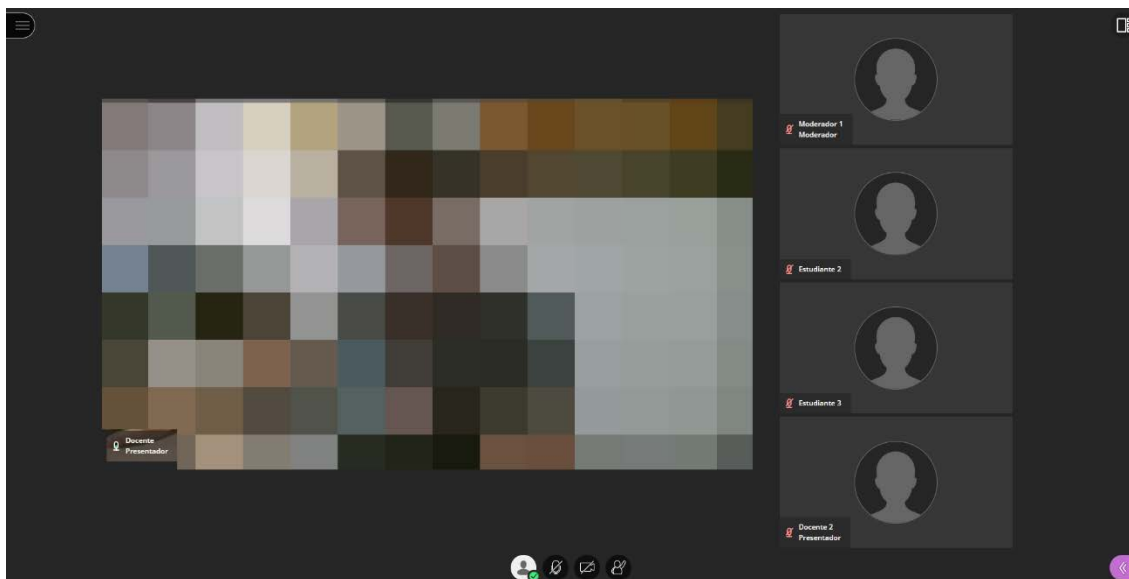 Docente
Presentador
Moderador 1
Moderador
Estudiante 2
Estudiante 3
Docente 2
Presentador